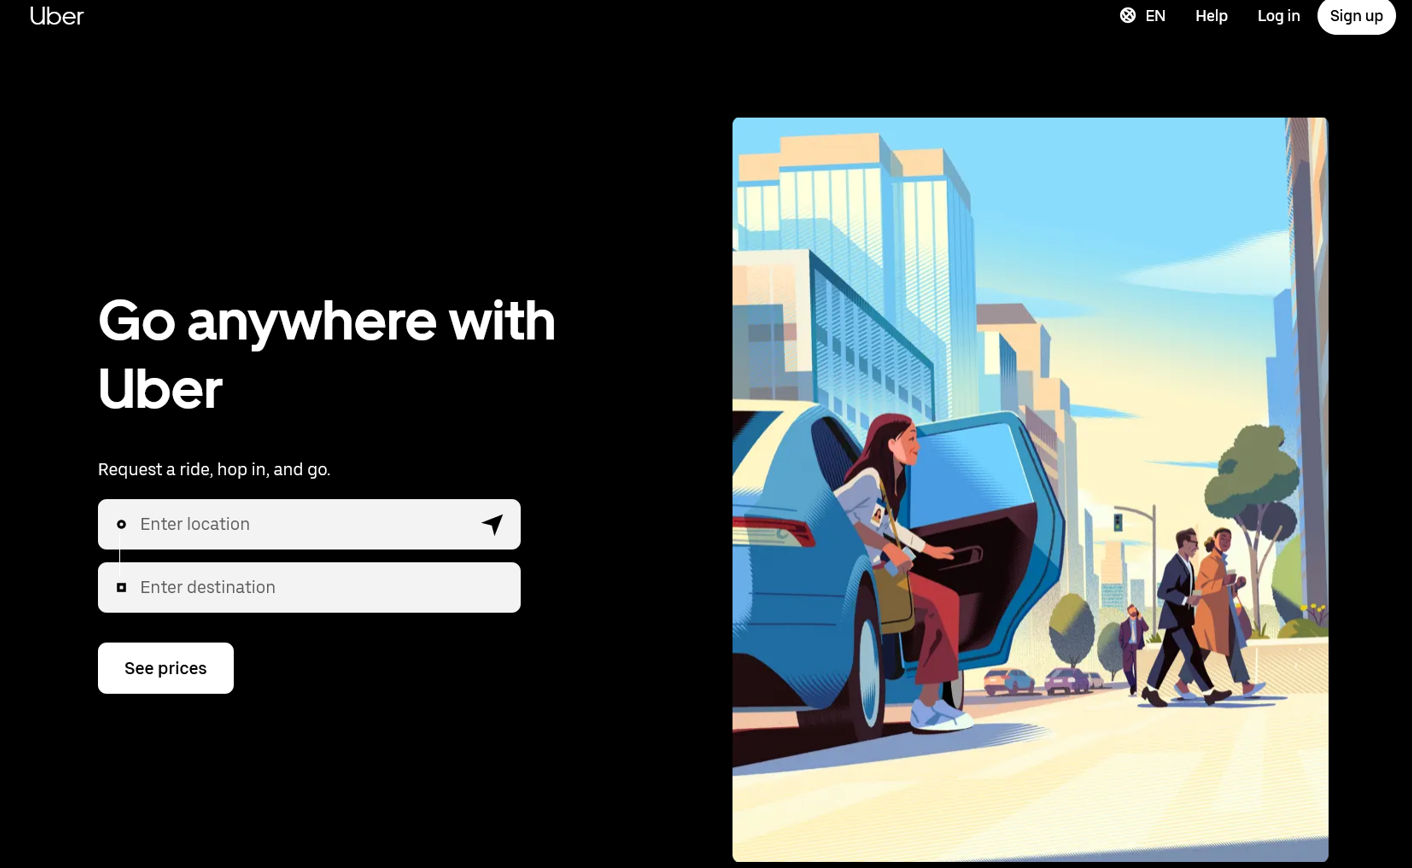 Uber
EN
Help
Log in
Sign up
Go anywhere with
Uber
Request a ride, hop in, and go.
Enter location
Enter destination
See prices